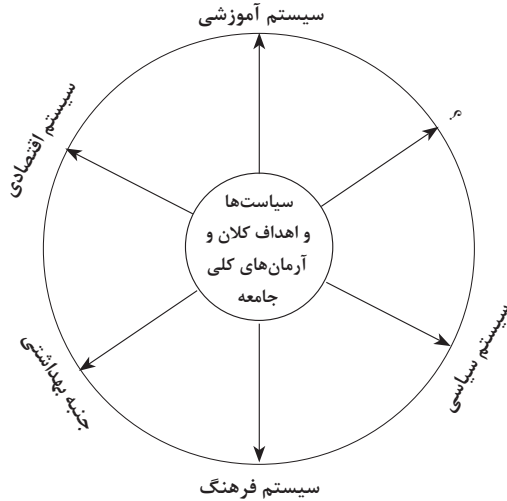 سیستم آموزشی
؟
سیستم اقتصادی
سیاست‌ها
و اهداف کلان و
آرمان‌های کلی
جامعه
سیستم سیاسی
جنبه بهداشتی
سیستم فرهنگ